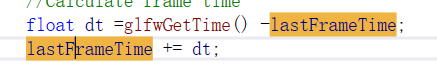 //Calculate frame time
float dt =glfwGetTime() -lastFrameTime;
lastFrameTime += dt;